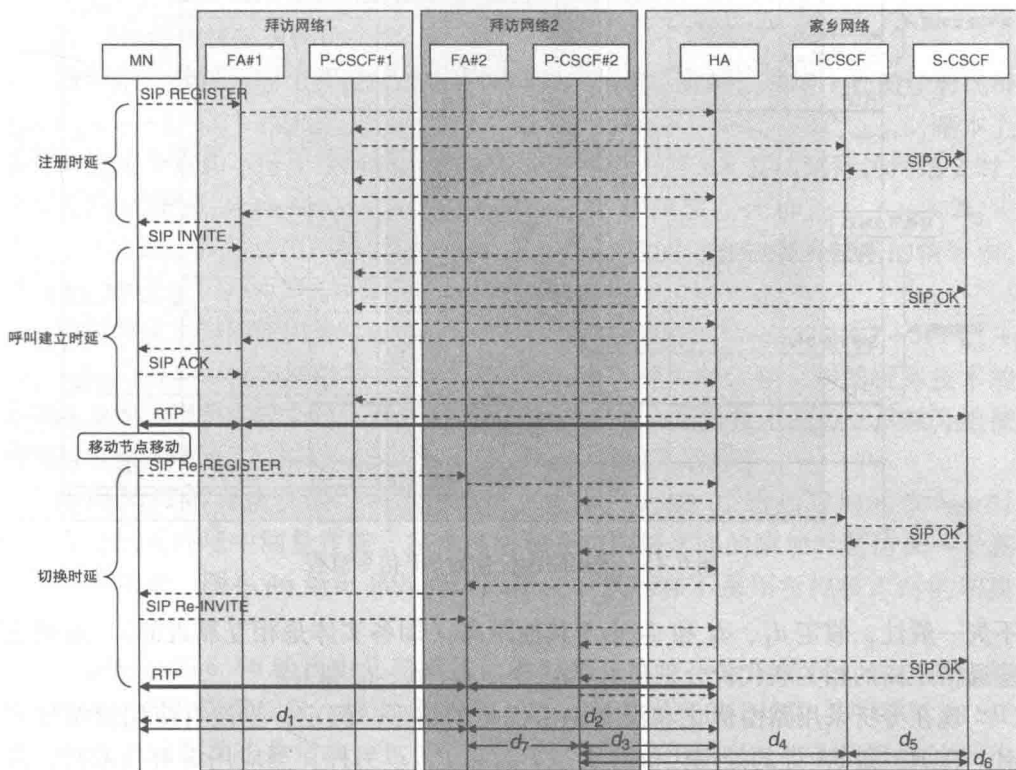 拜访网络1
拜访网络2
家乡网络
MN
FA#1
P-CSCF#1
FA#2
P-CSCF#2
HA
I-CSCF
S-CSCF
SIP REGISTER
注册时延
SIP OK
SIP INVITE
呼叫建立时延
SIP OK
SIP ACK
RTP
移动节点移动
SIP Re-REGISTER
SIP OK
切换时延
SIP Re-INVITE
SIP OK
RTP
d1
d2
d7
d3
d4
d5
d6